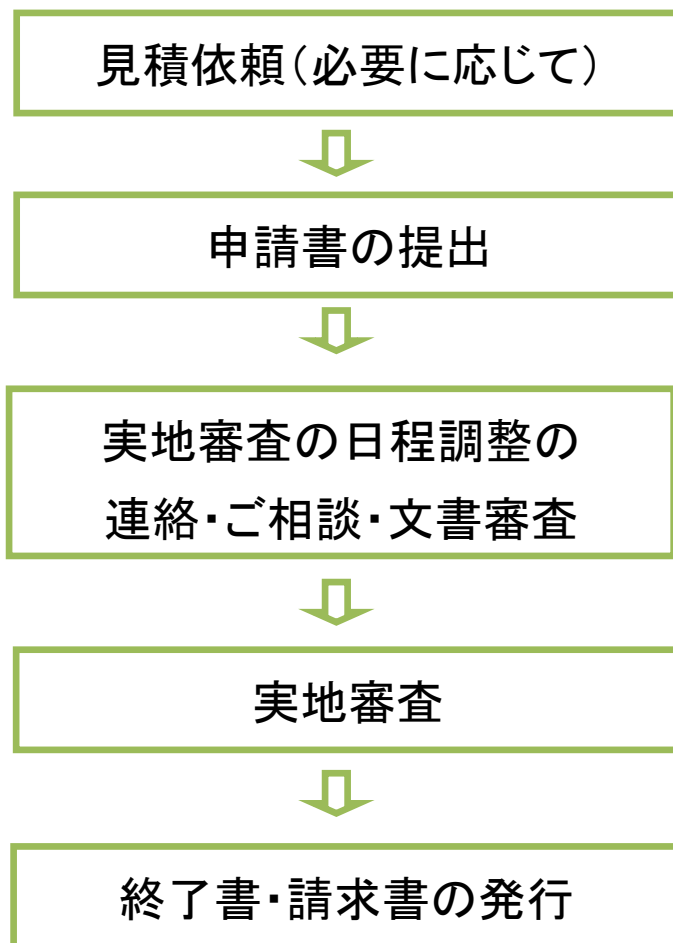 見積依頼（必要に応じて）
申請書の提出
実地審査の日程調整の
連絡・ご相談・文書審査
実地審査
終了書・請求書の発行